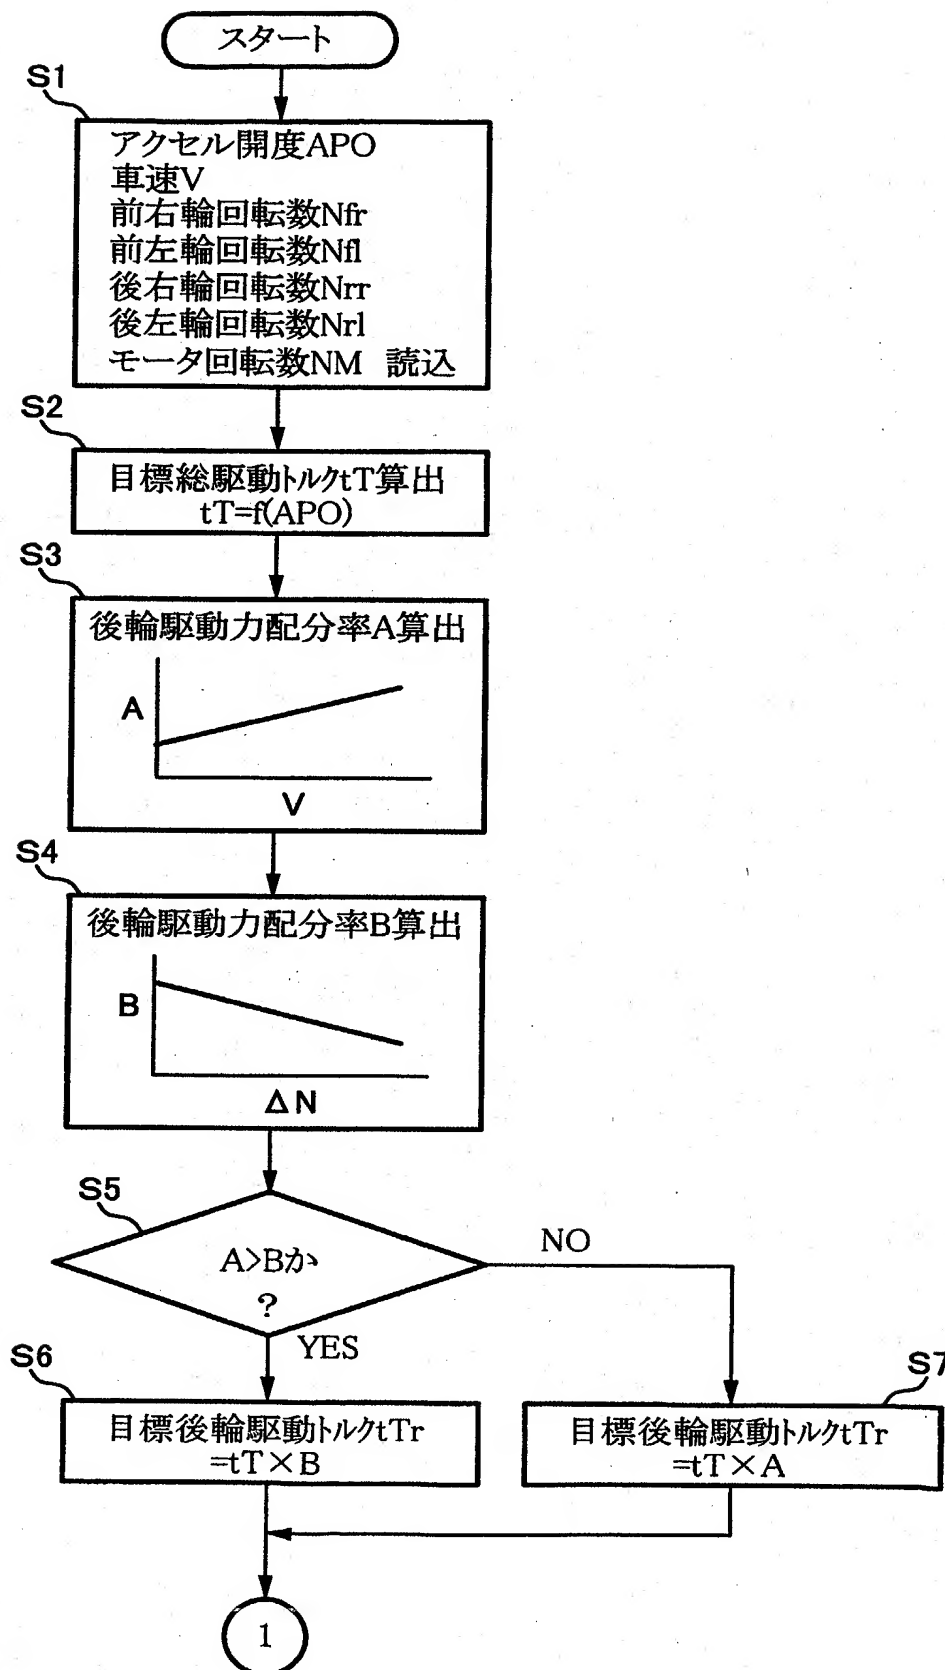 スタート
S1
アクセル開度APO
車速V
前右輪回転数Nfr
前左輪回転数Nfl
後右輪回転数Nrr
後左輪回転数Nrl
モータ回転数NM 読込
S2
目標総駆動トルクtT算出
tT=f(APO)
S3
後輪駆動力配分率A算出
A
V
S4
後輪駆動力配分率B算出
B
ΔN
S5
A>Bか
?
NO
YES
S6
目標後輪駆動トルクtTr
=tT×B
S7
目標後輪駆動トルクtTr
=tT×A
1